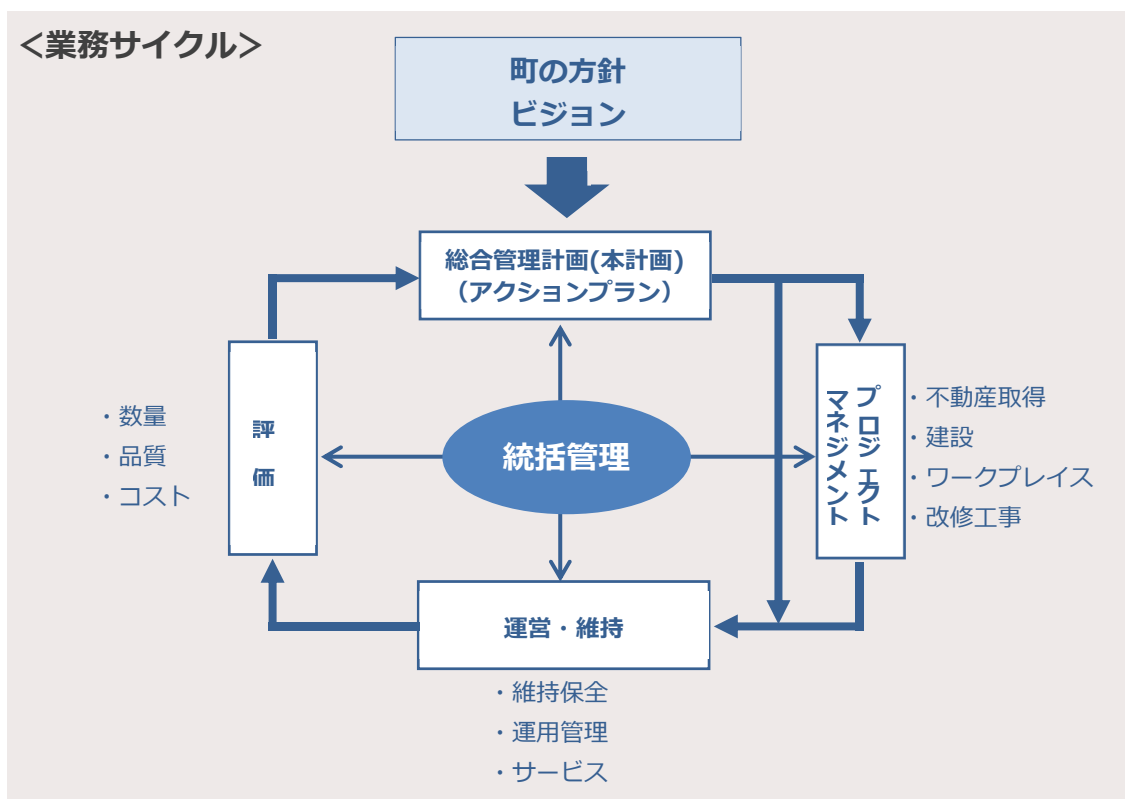 ＜業務サイクル＞
町の方針
ビジョン
総合管理計画(本計画)
（アクションプラン）
評価
・数量
・品質
・コスト
統括管理
プロジェクト
マネジメント
・不動産取得
・建設
・ワークプレイス
・改修工事
運営・維持
・維持保全
・運用管理
・サービス